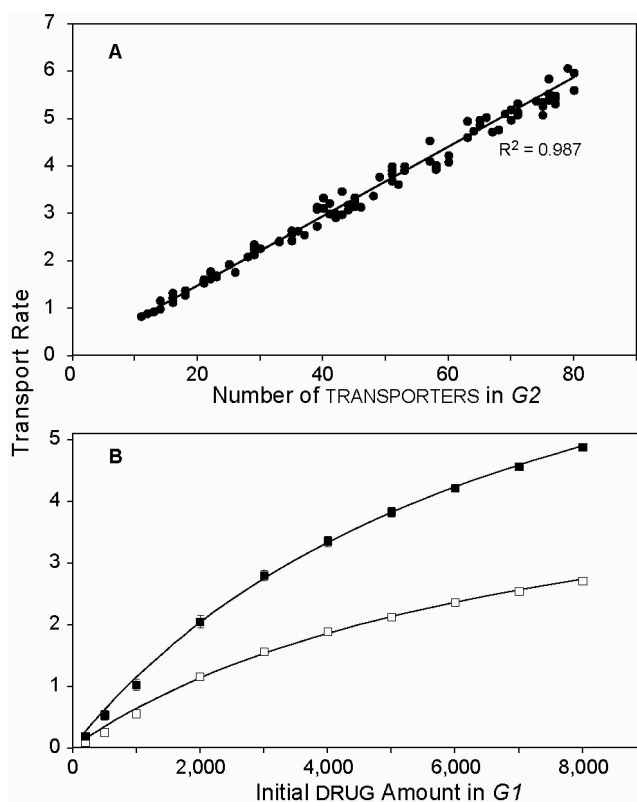 7
A
6
5
4
R² = 0.987
3
2
1
0
0 20 40 60 80
Number of TRANSPORTERS in G2
Transport Rate
5
B
4
3
2
1
0
0 2,000 4,000 6,000 8,000
Initial DRUG Amount in G1